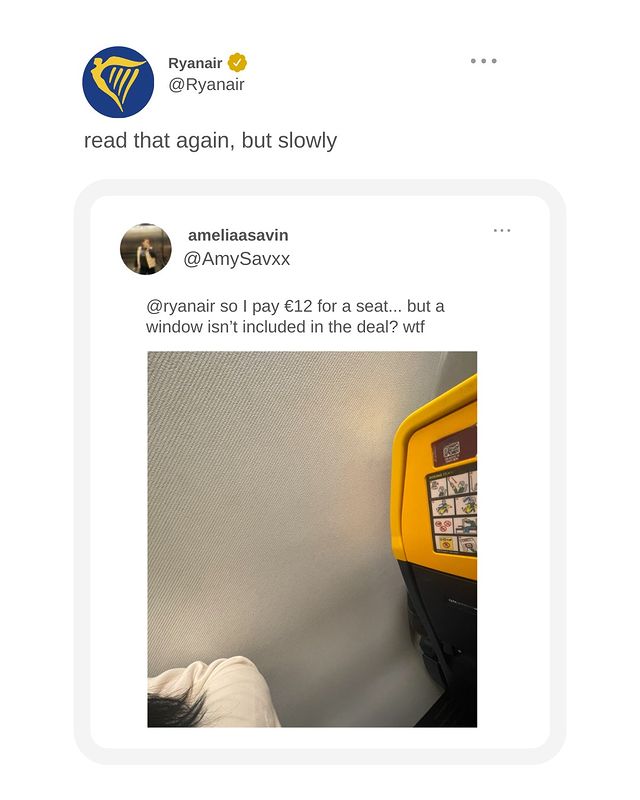 Ryanair
@Ryanair
read that again, but slowly
ameliaasavin
@AmySavxx
@ryanair so I pay €12 for a seat... but a
window isn’t included in the deal? wtf